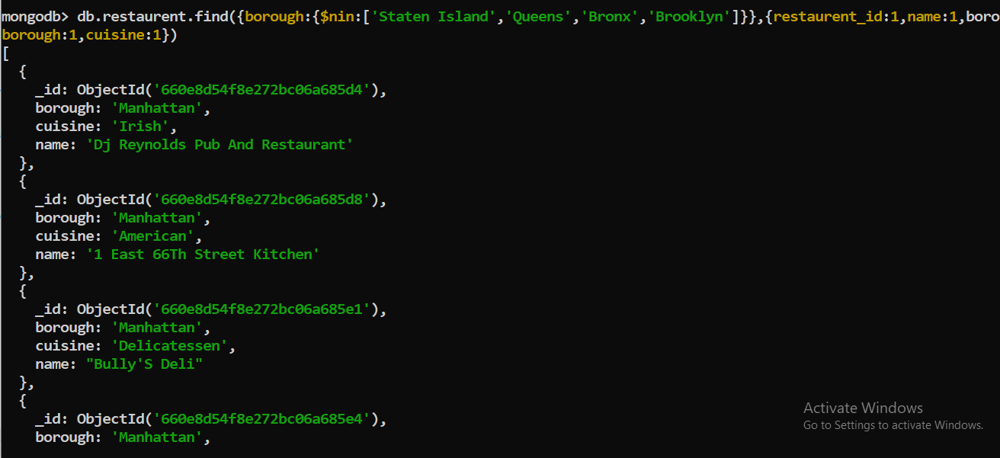 mongodb> db.restaurent.find({borough:{$nin:['Staten Island','Queens','Bronx','Brooklyn']}},{restaurent_id:1,name:1,boro
borough:1,cuisine:1})
[
  {
    _id: ObjectId('660e8d54f8e272bc06a685d4'),
    borough: 'Manhattan',
    cuisine: 'Irish',
    name: 'Dj Reynolds Pub And Restaurant'
  },
  {
    _id: ObjectId('660e8d54f8e272bc06a685d8'),
    borough: 'Manhattan',
    cuisine: 'American',
    name: '1 East 66Th Street Kitchen'
  },
  {
    _id: ObjectId('660e8d54f8e272bc06a685e1'),
    borough: 'Manhattan',
    cuisine: 'Delicatessen',
    name: "Bully'S Deli"
  },
  {
    _id: ObjectId('660e8d54f8e272bc06a685e4'),
    borough: 'Manhattan',
Activate Windows
Go to Settings to activate Windows.